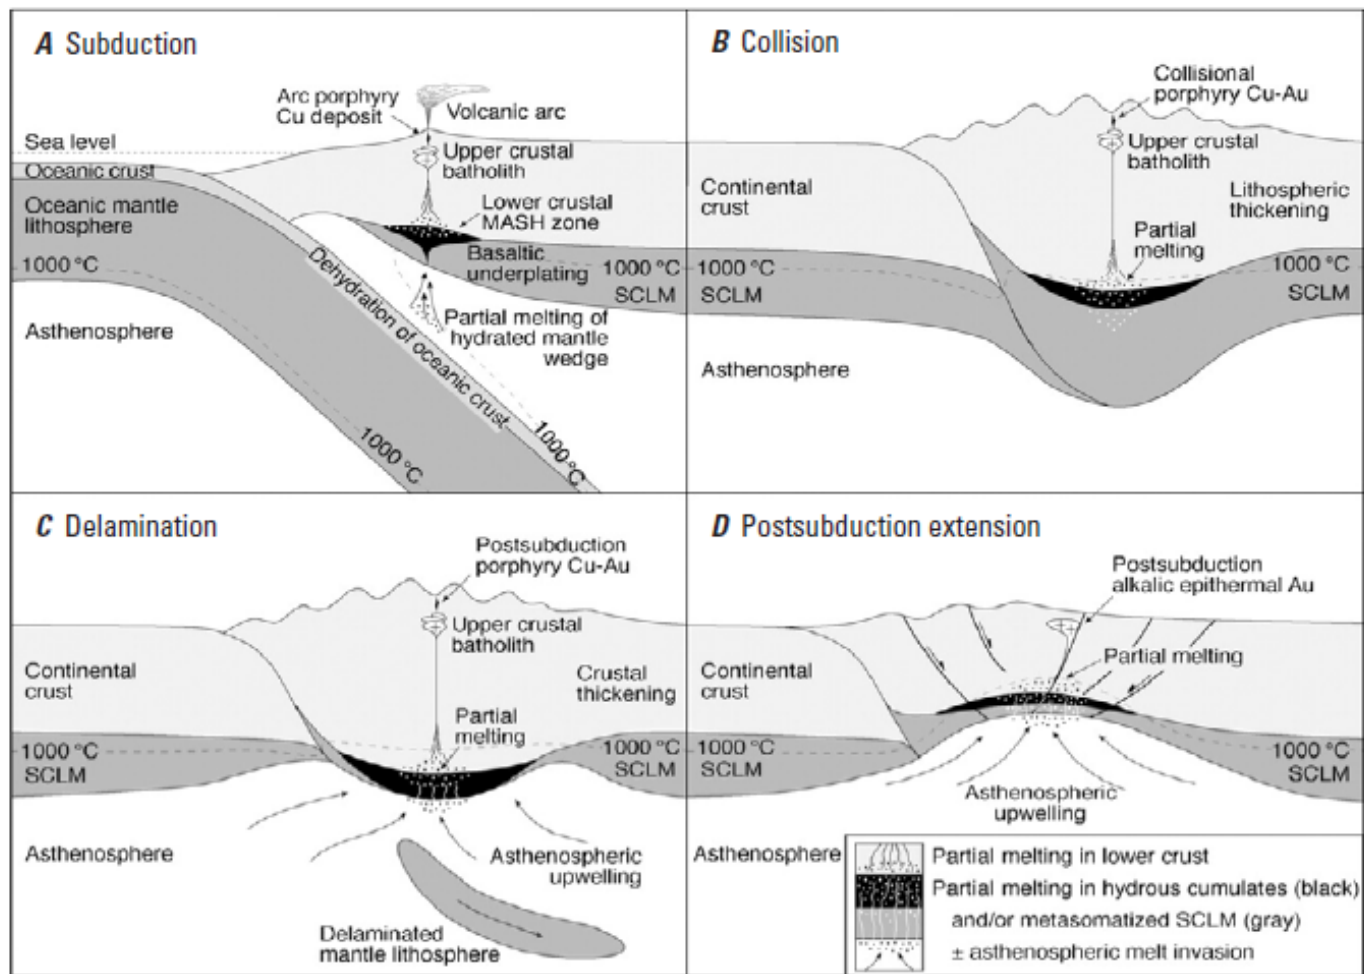 A Subduction
Arc porphyry
Cu deposit
Volcanic arc
Sea level
Oceanic crust
Upper crustal
batholith
Oceanic mantle
lithosphere
Lower crustal
MASH zone
1000 °C
Basaltic
underplating
1000 °C
SCLM
Dehydration of oceanic crust
Partial melting of
hydrated mantle
wedge
Asthenosphere
1000 °C
1000 °C
B Collision
Collisional
porphyry Cu-Au
Upper crustal
batholith
Continental
crust
Lithospheric
thickening
Partial
melting
1000 °C
SCLM
1000 °C
SCLM
Asthenosphere
C Delamination
Postsubduction
porphyry Cu-Au
Upper crustal
batholith
Continental
crust
Crustal
thickening
Partial
melting
1000 °C
SCLM
1000 °C
SCLM
Asthenosphere
Asthenospheric
upwelling
Delaminated
mantle lithosphere
D Postsubduction extension
Postsubduction
alkalic epithermal Au
Partial melting
Continental
crust
1000 °C
SCLM
1000 °C
SCLM
Asthenospheric
upwelling
Asthenosphere
Partial melting in lower crust
Partial melting in hydrous cumulates (black)
and/or metasomatized SCLM (gray)
± asthenospheric melt invasion